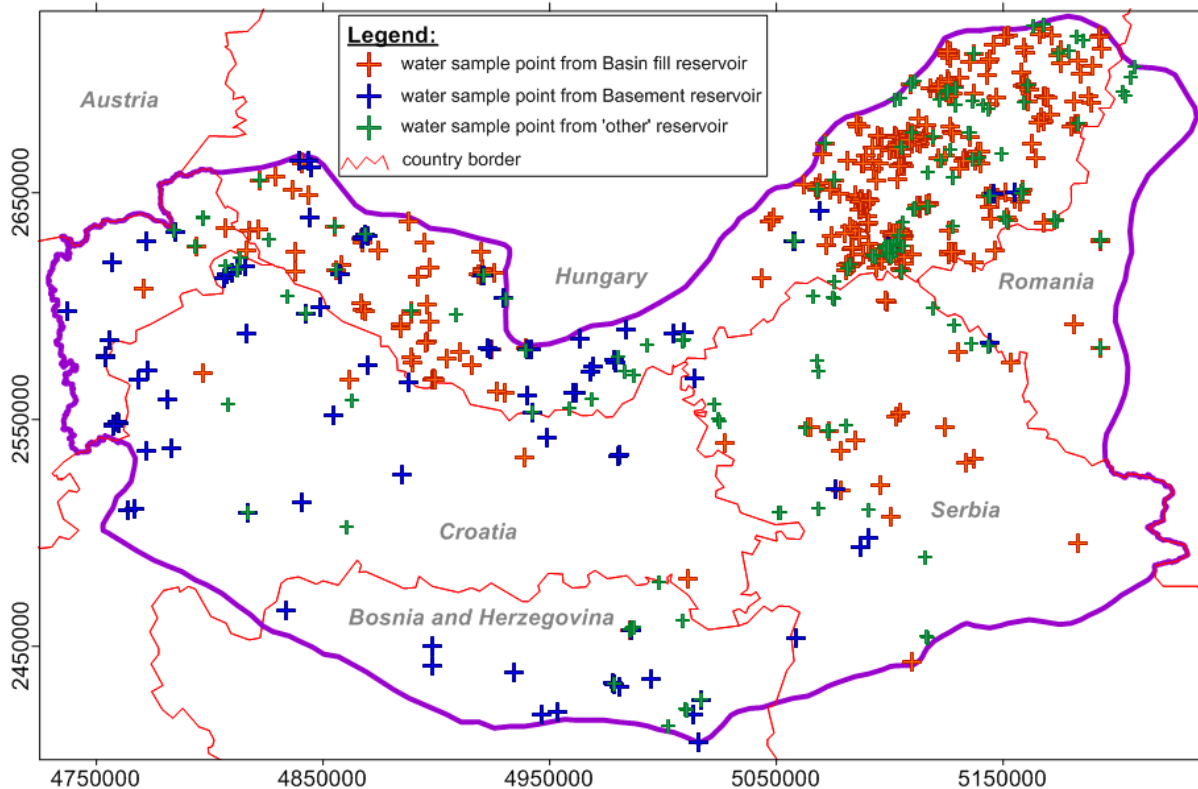 Legend:
water sample point from Basin fill reservoir
water sample point from Basement reservoir
water sample point from 'other' reservoir
country border
Austria
Hungary
Romania
Croatia
Serbia
Bosnia and Herzegovina
2650000
2550000
2450000
4750000 4850000 4950000 5050000 5150000